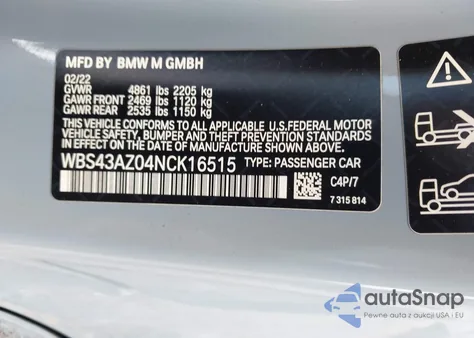 MFD BY BMW M GMBH
02/22
GVWR 4861 lbs 2205 kg
GAWR FRONT 2469 lbs 1120 kg
GAWR REAR 2535 lbs 1150 kg
THIS VEHICLE CONFORMS TO ALL APPLICABLE U.S. FEDERAL MOTOR
VEHICLE SAFETY, BUMPER, AND THEFT PREVENTION STANDARDS
IN EFFECT ON THE DATE OF MANUFACTURE SHOWN ABOVE.
WBS43AZ04NCK16515 TYPE: PASSENGER CAR
C4P/7
7 315 814
autoSnap
Pewne auta z aukcji USA i EU